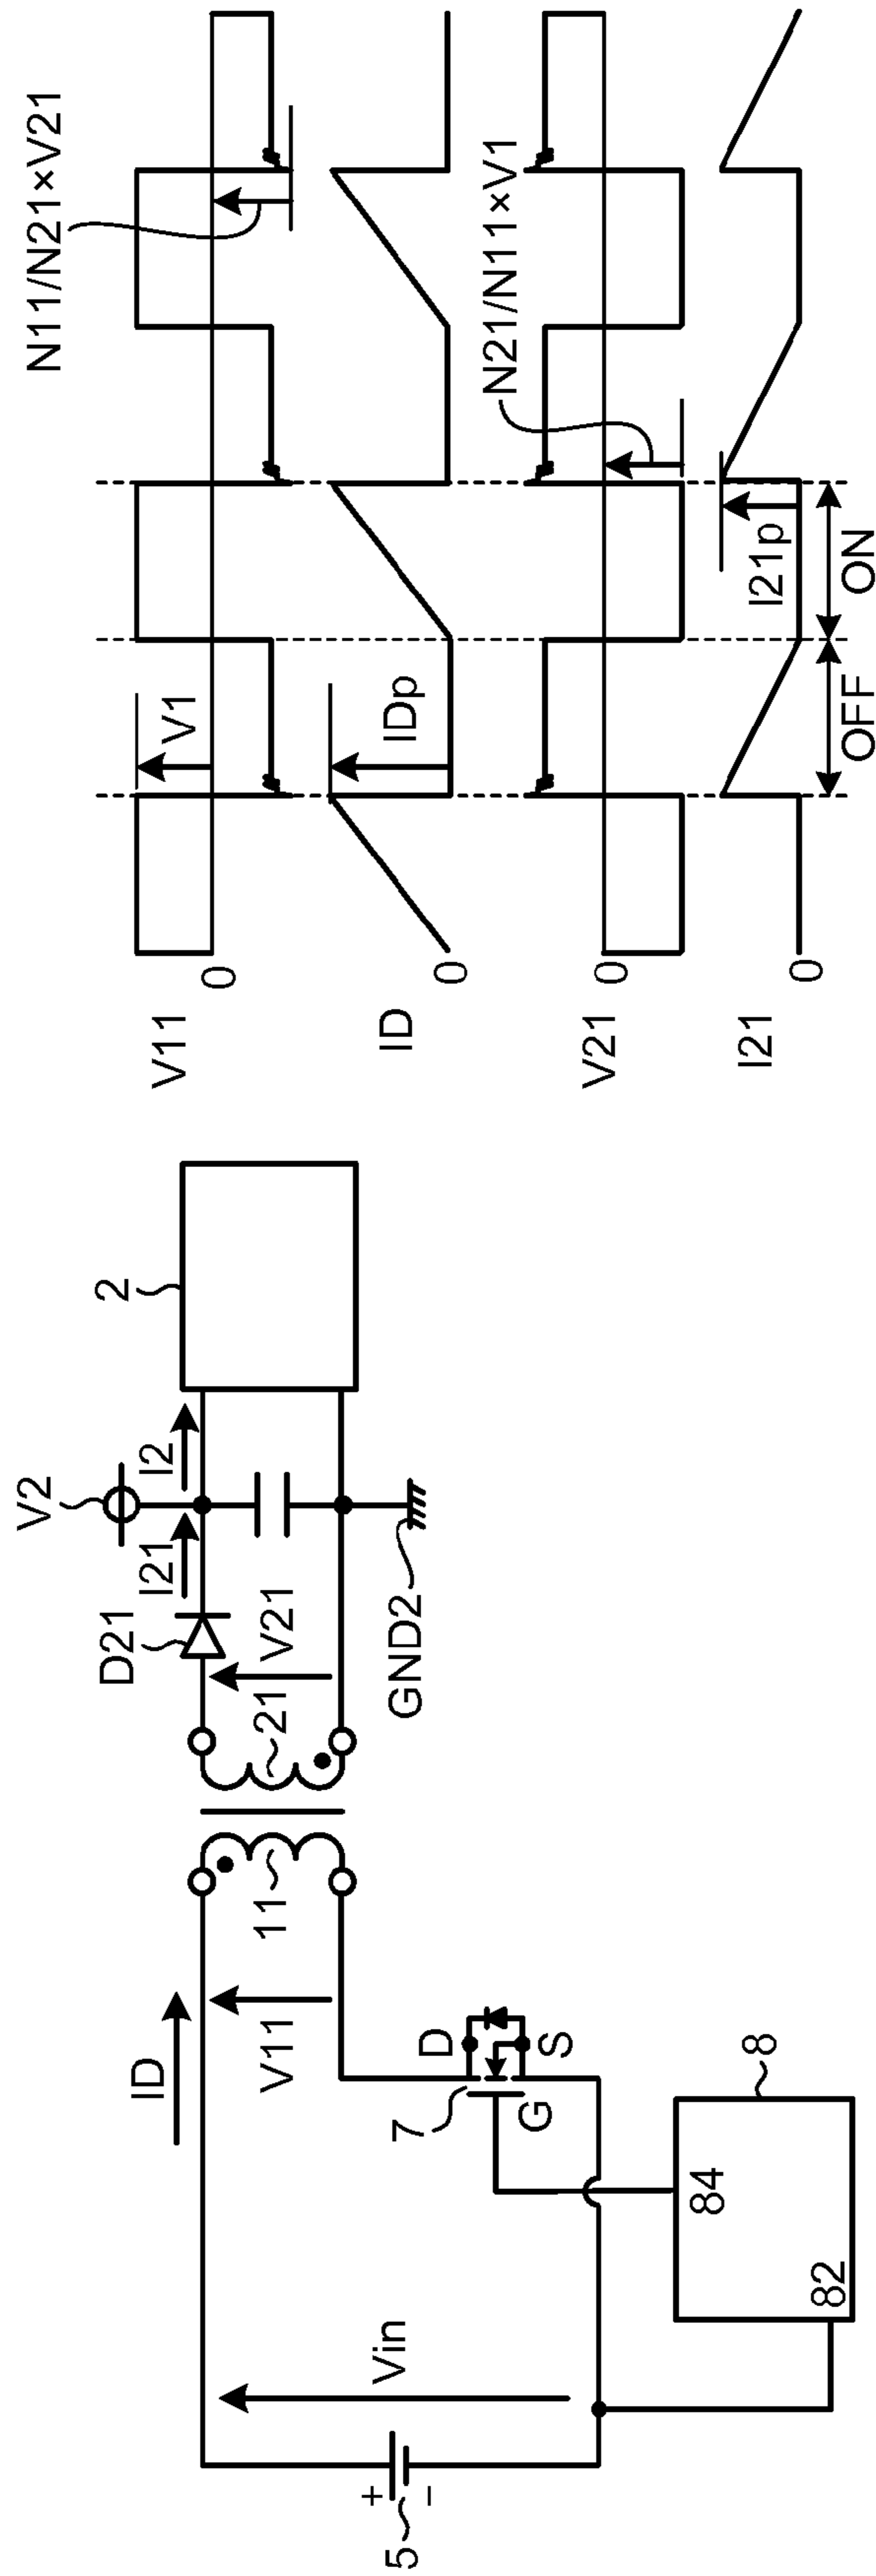 5
+
−
Vin
ID
V11
11
21
V21
D21
I21
V2
I2
2
GND2
7
D
G
S
8
84
82
V11
0
V1
N11/N21×V21
ID
0
IDp
V21
0
N21/N11×V1
I21
0
I21p
OFF
ON